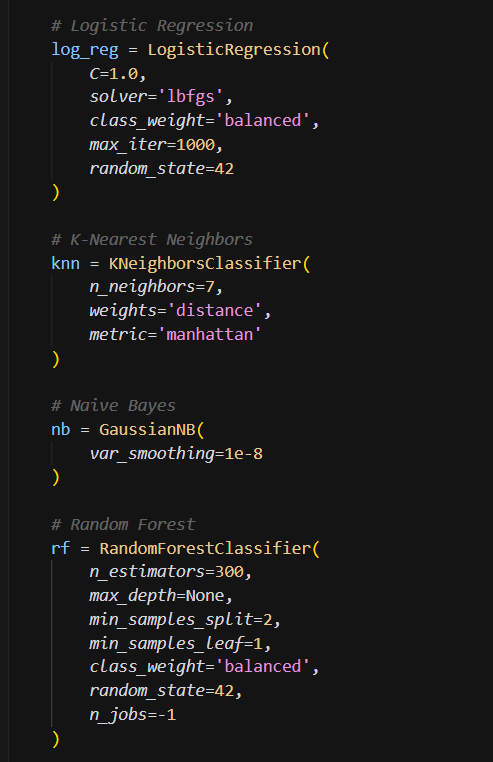 # Logistic Regression
log_reg = LogisticRegression(
    C=1.0,
    solver='lbfgs',
    class_weight='balanced',
    max_iter=1000,
    random_state=42
)
# K-Nearest Neighbors
knn = KNeighborsClassifier(
    n_neighbors=7,
    weights='distance',
    metric='manhattan'
)
# Naive Bayes
nb = GaussianNB(
    var_smoothing=1e-8
)
# Random Forest
rf = RandomForestClassifier(
    n_estimators=300,
    max_depth=None,
    min_samples_split=2,
    min_samples_leaf=1,
    class_weight='balanced',
    random_state=42,
    n_jobs=-1
)